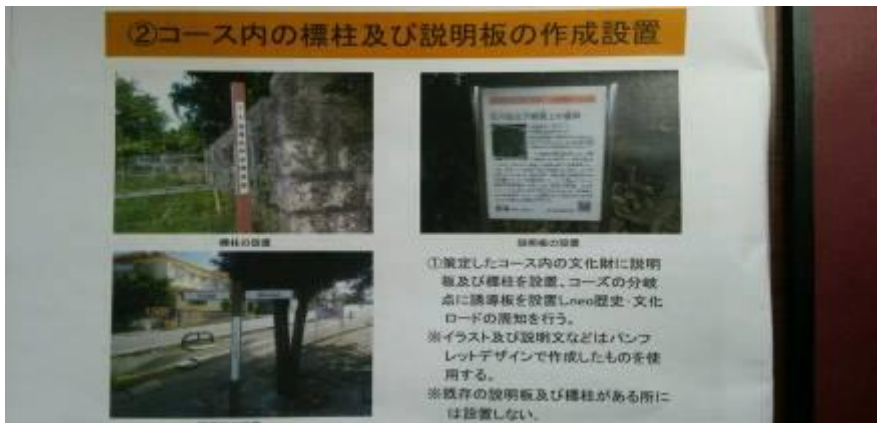 ②コース内の標柱及び説明板の作成設置
標柱の設置
説明板の設置
①策定したコース内の文化財に説明
板及び標柱を設置、コーズの分岐
点に誘導板を設置しneo歴史・文化
ロードの周知を行う。
※イラスト及び説明文などはパンフ
レットデザインで作成したものを使
用する。
※既存の説明板及び標柱がある所に
は設置しない。